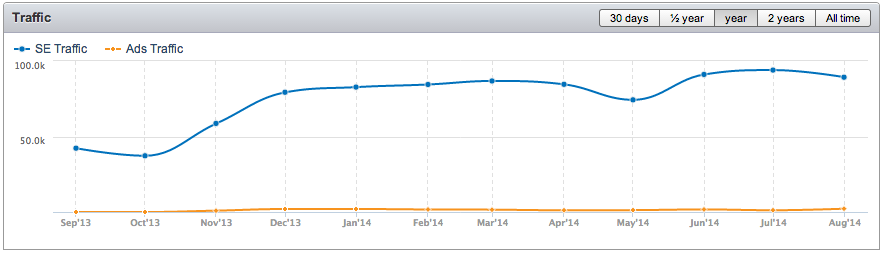 Traffic
30 days ½ year year 2 years All time
SE Traffic Ads Traffic
100.0k
50.0k
Sep'13 Oct'13 Nov'13 Dec'13 Jan'14 Feb'14 Mar'14 Apr'14 May'14 Jun'14 Jul'14 Aug'14